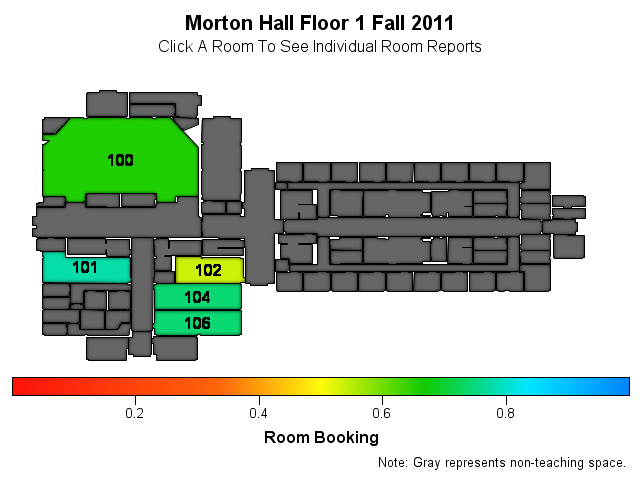 Morton Hall Floor 1 Fall 2011
Click A Room To See Individual Room Reports
100
101
102
104
106
0.2 0.4 0.6 0.8
Room Booking
Note: Gray represents non-teaching space.